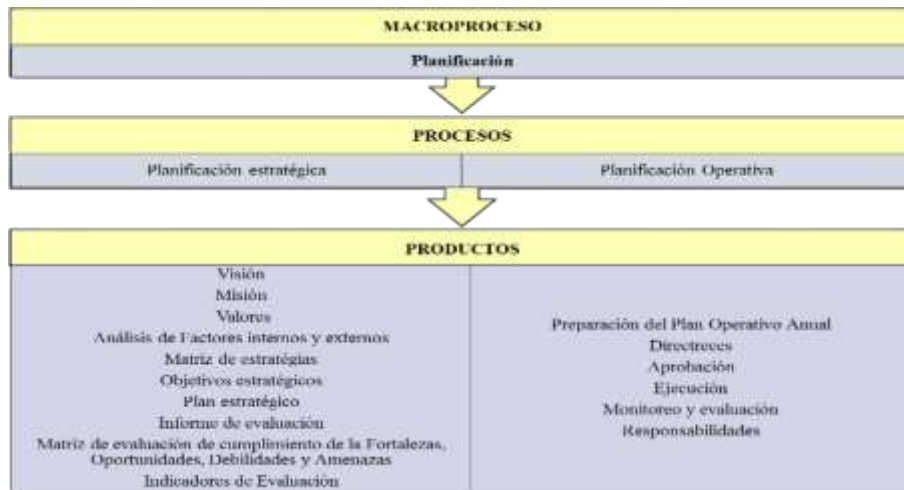 MACROPROCESO
Planificación
PROCESOS
Planificación estratégica
Planificación Operativa
PRODUCTOS
Visión
Misión
Valores
Análisis de Factores internos y externos
Matriz de estratégias
Objetivos estratégicos
Plan estratégico
Informe de evaluación
Matriz de evaluación de cumplimiento de la Fortalezas,
Oportunidades, Debilidades y Amenazas
Indicadores de Evaluación
Preparación del Plan Operativo Anual
Directreces
Aprobación
Ejecución
Monitoreo y evaluación
Responsabilidades